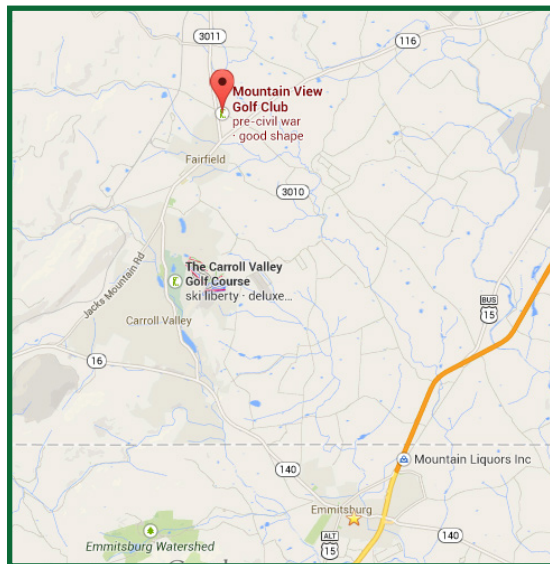 3011
116
Mountain View
Golf Club
pre-civil war
· good shape
Fairfield
3010
The Carroll Valley
Golf Course
ski liberty · deluxe...
Jacks Mountain Rd
Carroll Valley
BUS
15
16
Mountain Liquors Inc
140
Emmitsburg
ALT
15
140
Emmitsburg Watershed